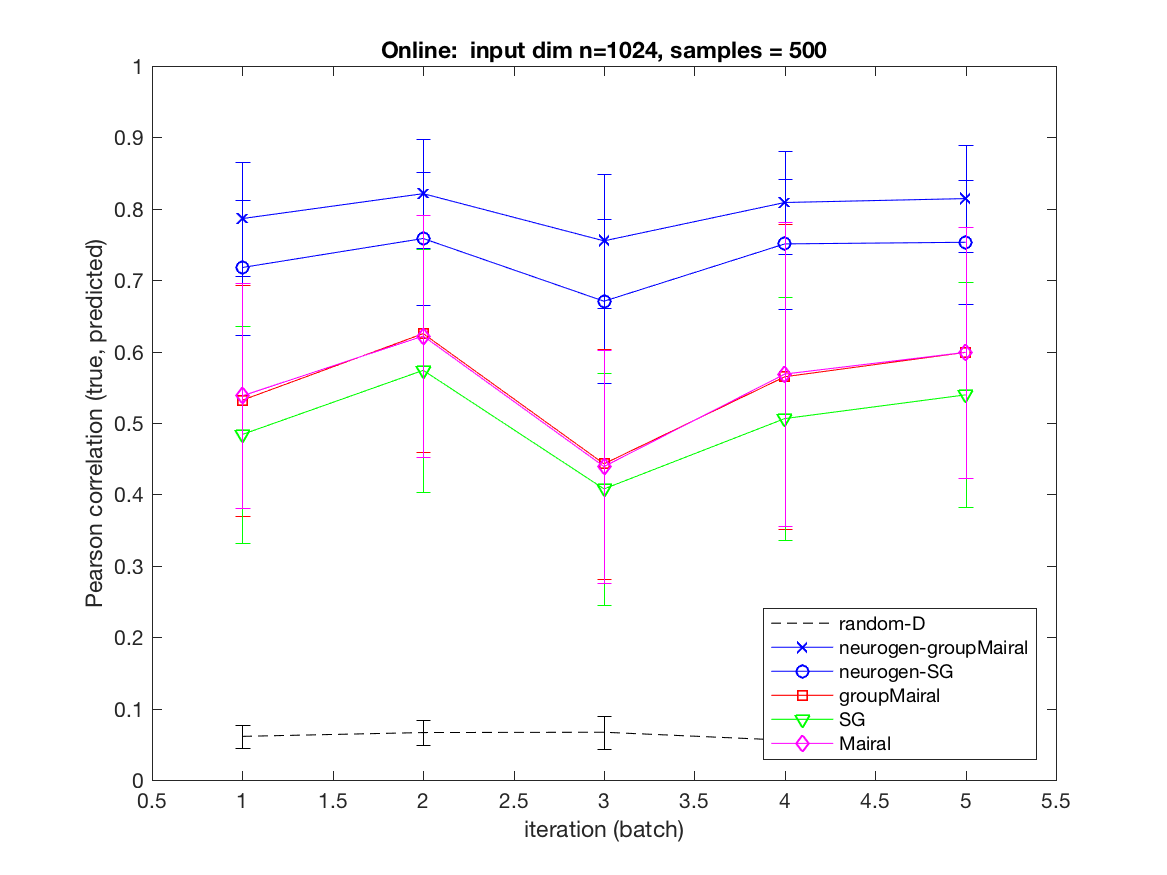 Online:  input dim n=1024, samples = 500
1
0.9
0.8
0.7
0.6
0.5
0.4
0.3
0.2
0.1
0
Pearson correlation (true, predicted)
random-D
neurogen-groupMairal
neurogen-SG
groupMairal
SG
Mairal
0.5 1 1.5 2 2.5 3 3.5 4 4.5 5 5.5
iteration (batch)